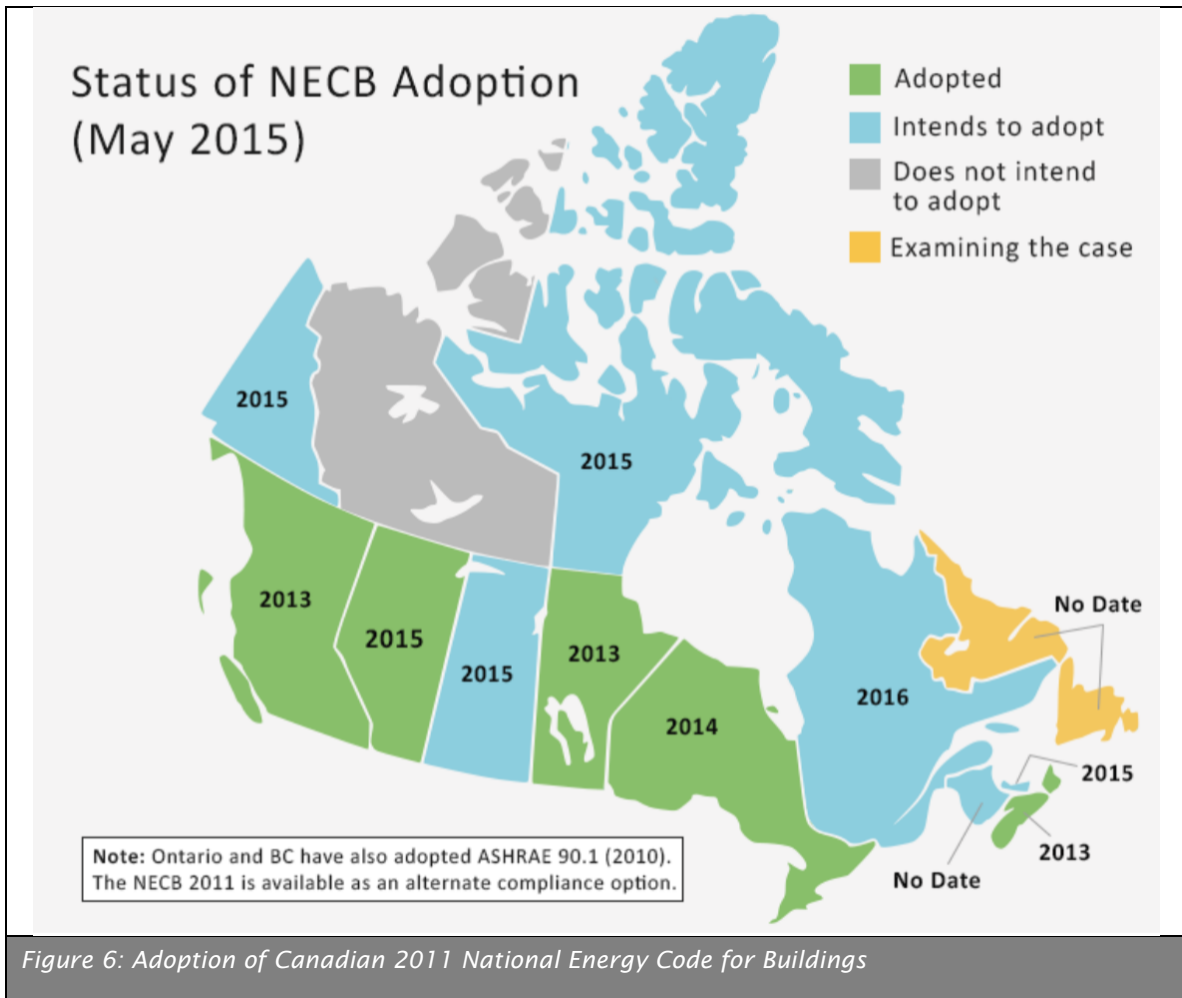 Status of NECB Adoption
(May 2015)
Adopted
Intends to adopt
Does not intend
to adopt
Examining the case
2015
2015
2013
2015
2015
2013
2014
2016
No Date
2015
2013
No Date
Note: Ontario and BC have also adopted ASHRAE 90.1 (2010).
The NECB 2011 is available as an alternate compliance option.
Figure 6: Adoption of Canadian 2011 National Energy Code for Buildings